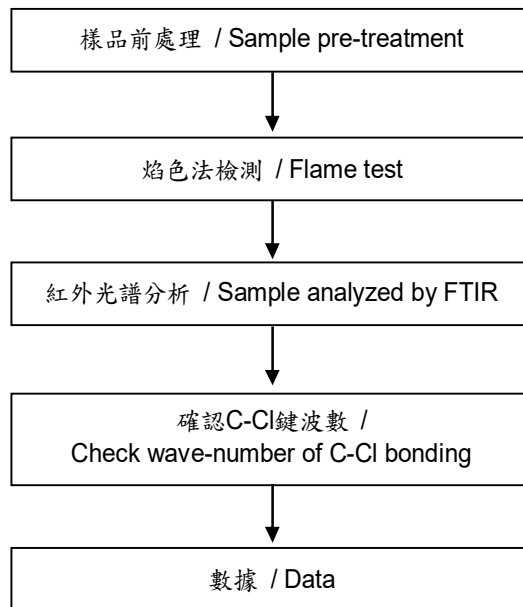 樣品前處理 / Sample pre-treatment
焰色法檢測 / Flame test
紅外光譜分析 / Sample analyzed by FTIR
確認C-Cl鍵波數 /
Check wave-number of C-Cl bonding
數據 / Data